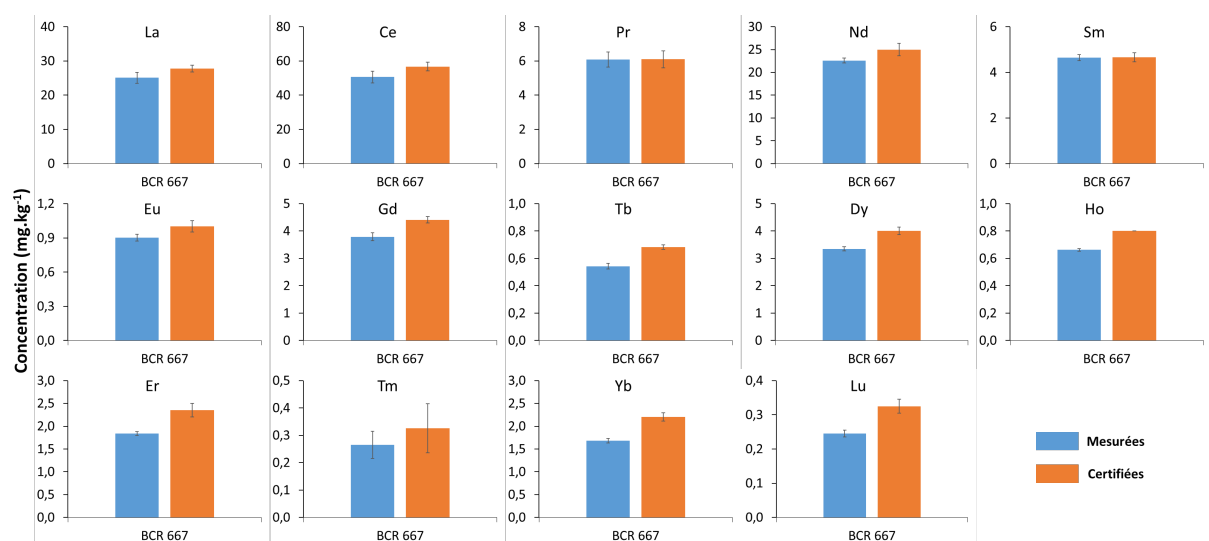 Concentration (mg.kg-1)
La
40
30
20
10
0
BCR 667
Ce
80
60
40
20
0
BCR 667
Pr
8
6
4
2
0
BCR 667
Nd
30
25
20
15
10
5
0
BCR 667
Sm
6
4
2
0
BCR 667
Eu
1,2
0,9
0,6
0,3
0,0
BCR 667
Gd
5
4
3
2
1
0
BCR 667
Tb
1,0
0,8
0,6
0,4
0,2
0,0
BCR 667
Dy
5
4
3
2
1
0
BCR 667
Ho
1,0
0,8
0,6
0,4
0,2
0,0
BCR 667
Er
3,0
2,5
2,0
1,5
1,0
0,5
0,0
BCR 667
Tm
0,5
0,4
0,3
0,2
0,1
0,0
BCR 667
Yb
3,0
2,5
2,0
1,5
1,0
0,5
0,0
BCR 667
Lu
0,4
0,3
0,2
0,1
0,0
BCR 667
Mesurées
Certifiées